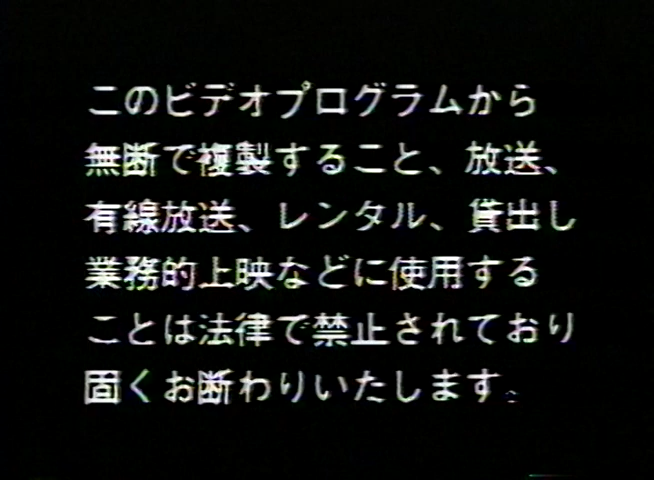 このビデオプログラムから
無断で複製すること、放送、
有線放送、レンタル、貸出し
業務的上映などに使用する
ことは法律で禁止されており
固くお断わりいたします。